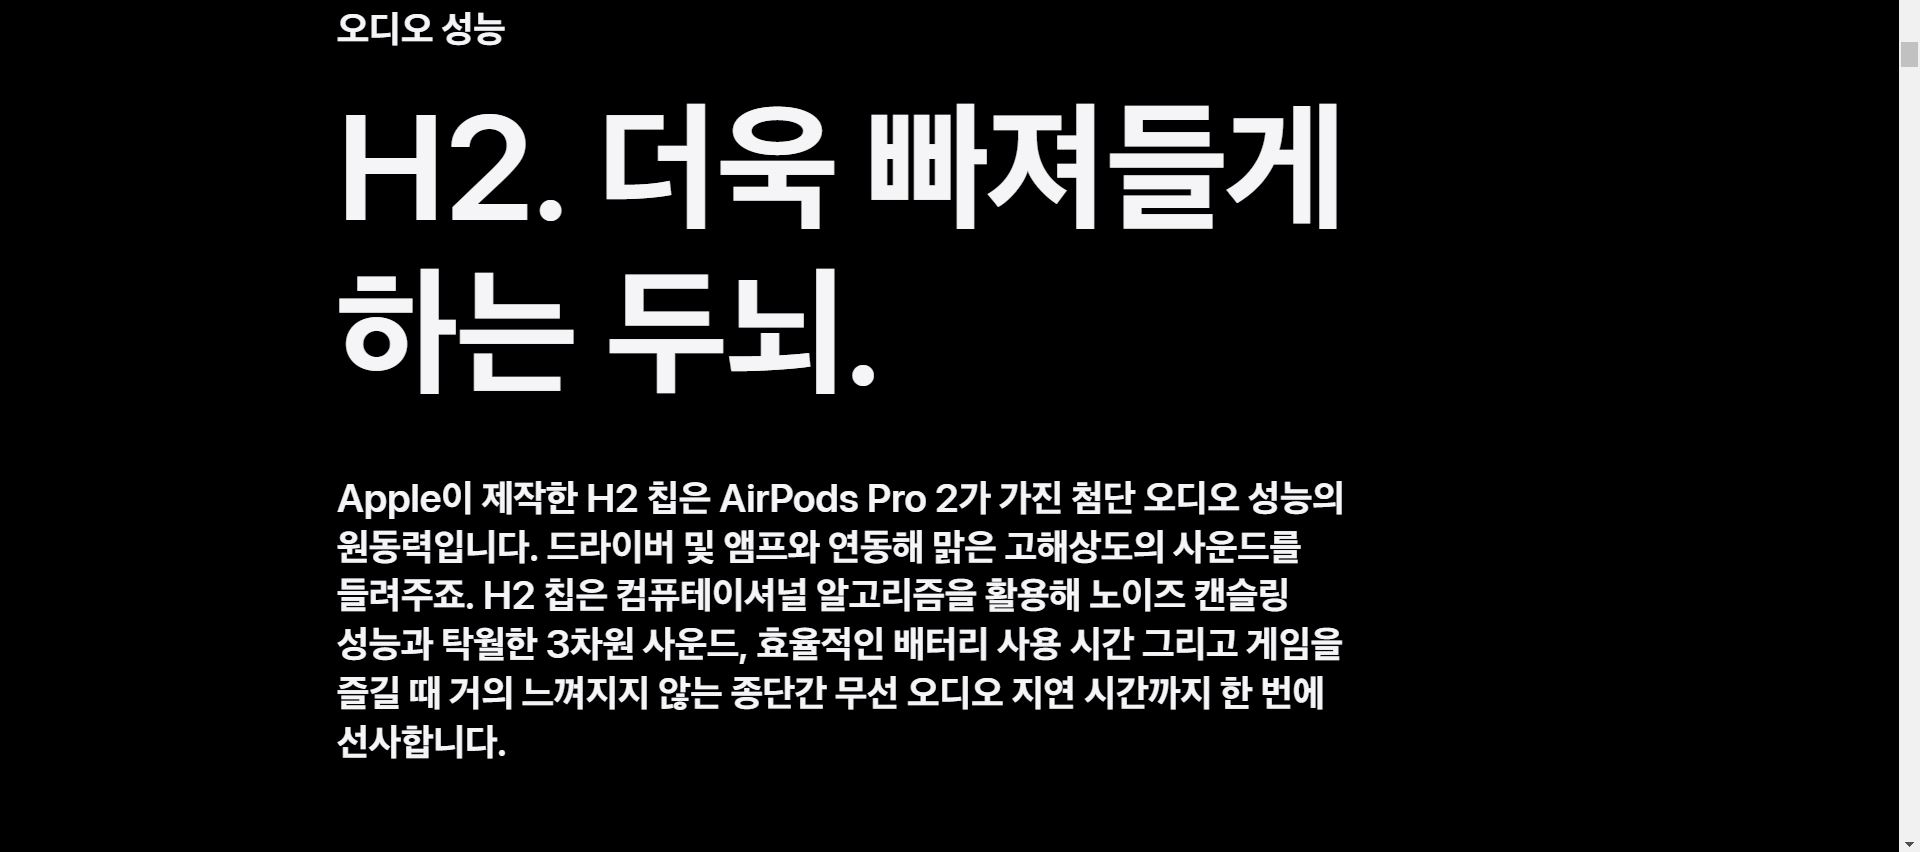 오디오 성능
H2. 더욱 빠져들게
하는 두뇌.
Apple이 제작한 H2 칩은 AirPods Pro 2가 가진 첨단 오디오 성능의
원동력입니다. 드라이버 및 앰프와 연동해 맑은 고해상도의 사운드를
들려주죠. H2 칩은 컴퓨테이셔널 알고리즘을 활용해 노이즈 캔슬링
성능과 탁월한 3차원 사운드, 효율적인 배터리 사용 시간 그리고 게임을
즐길 때 거의 느껴지지 않는 종단간 무선 오디오 지연 시간까지 한 번에
선사합니다.